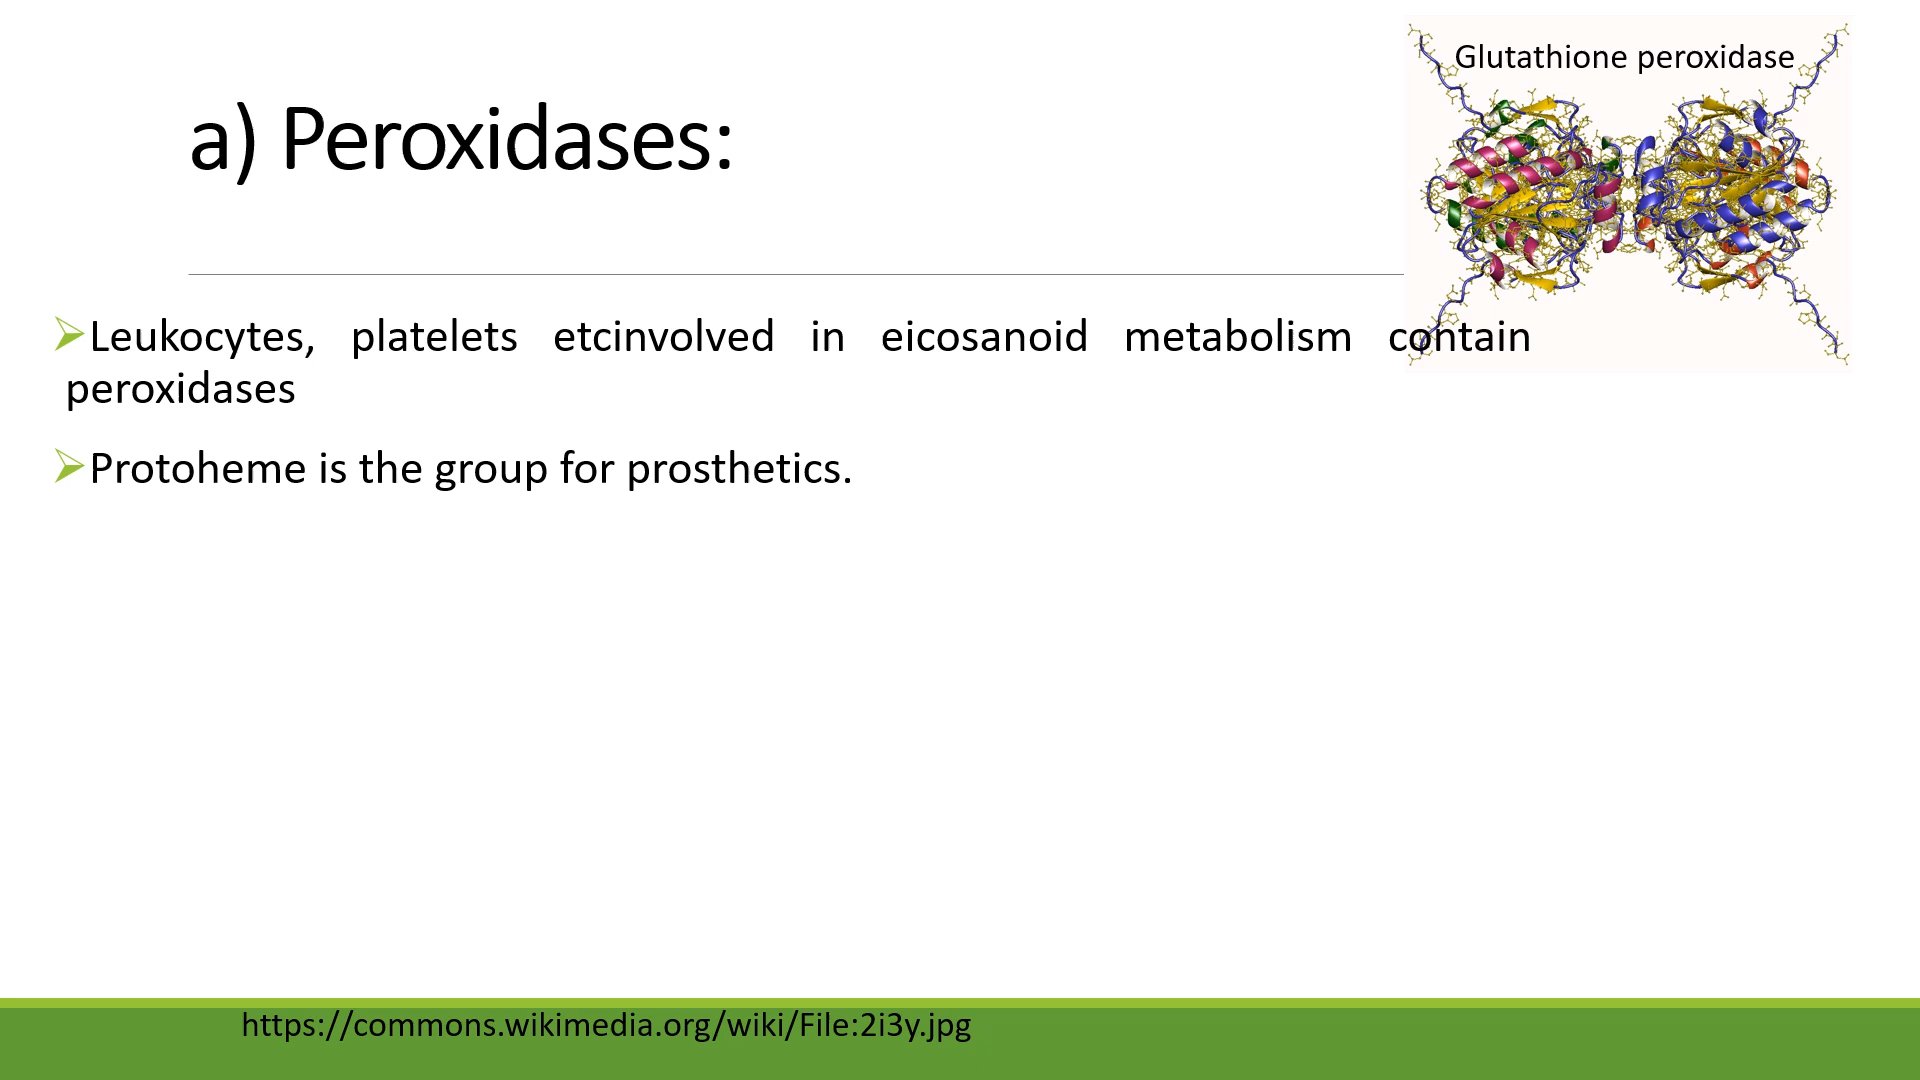 Glutathione peroxidase
a) Peroxidases:
Leukocytes, platelets etcinvolved in eicosanoid metabolism contain
peroxidases
Protoheme is the group for prosthetics.
https://commons.wikimedia.org/wiki/File:2i3y.jpg